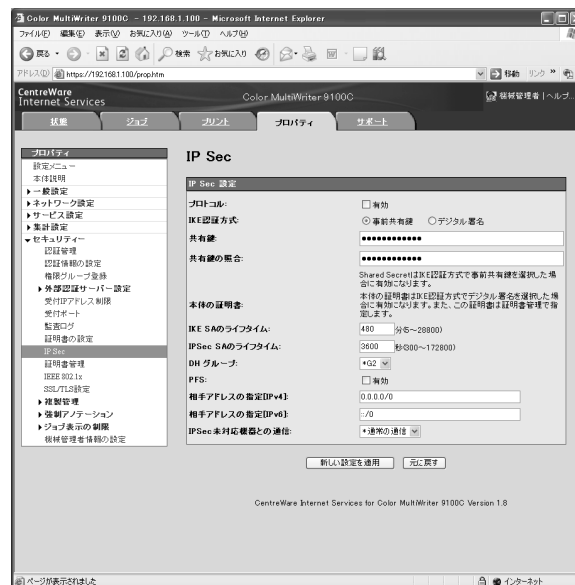 Color MultiWriter 9100C - 192.168.1.100 - Microsoft Internet Explorer
ファイル(F) 編集(E) 表示(V) お気に入り(A) ツール(T) ヘルプ(H)
戻る 検索 お気に入り
アドレス(D) https://192.168.1.100/prop.htm 移動 リンク »
CentreWare
Internet Services
Color MultiWriter 9100C
機械管理者 | ヘルプ...
状態 ジョブ プリント プロパティ サポート
プロパティ
設定メニュー
本体説明
一般設定
ネットワーク設定
サービス設定
集計設定
セキュリティー
認証管理
認証情報の設定
権限グループ登録
外部認証サーバー設定
受付IPアドレス制限
受付ポート
監査ログ
証明書の設定
IP Sec
証明書管理
IEEE 802.1x
SSL/TLS設定
複製管理
強制アノテーション
ジョブ表示の制限
機械管理者情報の設定
IP Sec
IP Sec 設定
プロトコル: 有効
IKE認証方式: 事前共有鍵 デジタル署名
共有鍵: ●●●●●●●●●●●●
共有鍵の照合: ●●●●●●●●●●●●
Shared SecretはIKE認証方式で事前共有鍵を選択した場
合に有効になります。
本体の証明書: 本体の証明書はIKE認証方式でデジタル署名を選択した場
合に有効になります。また、この証明書は証明書管理で指
定します。
IKE SAのライフタイム: 480 分(5～28800)
IPSec SAのライフタイム: 3600 秒(300～172800)
DH グループ: *G2
PFS: 有効
相手アドレスの指定[IPv4]: 0.0.0.0/0
相手アドレスの指定[IPv6]: ::/0
IPSec未対応機器との通信: *通常の通信
新しい設定を適用 元に戻す
CentreWare Internet Services for Color MultiWriter 9100C Version 1.8
ページが表示されました インターネット